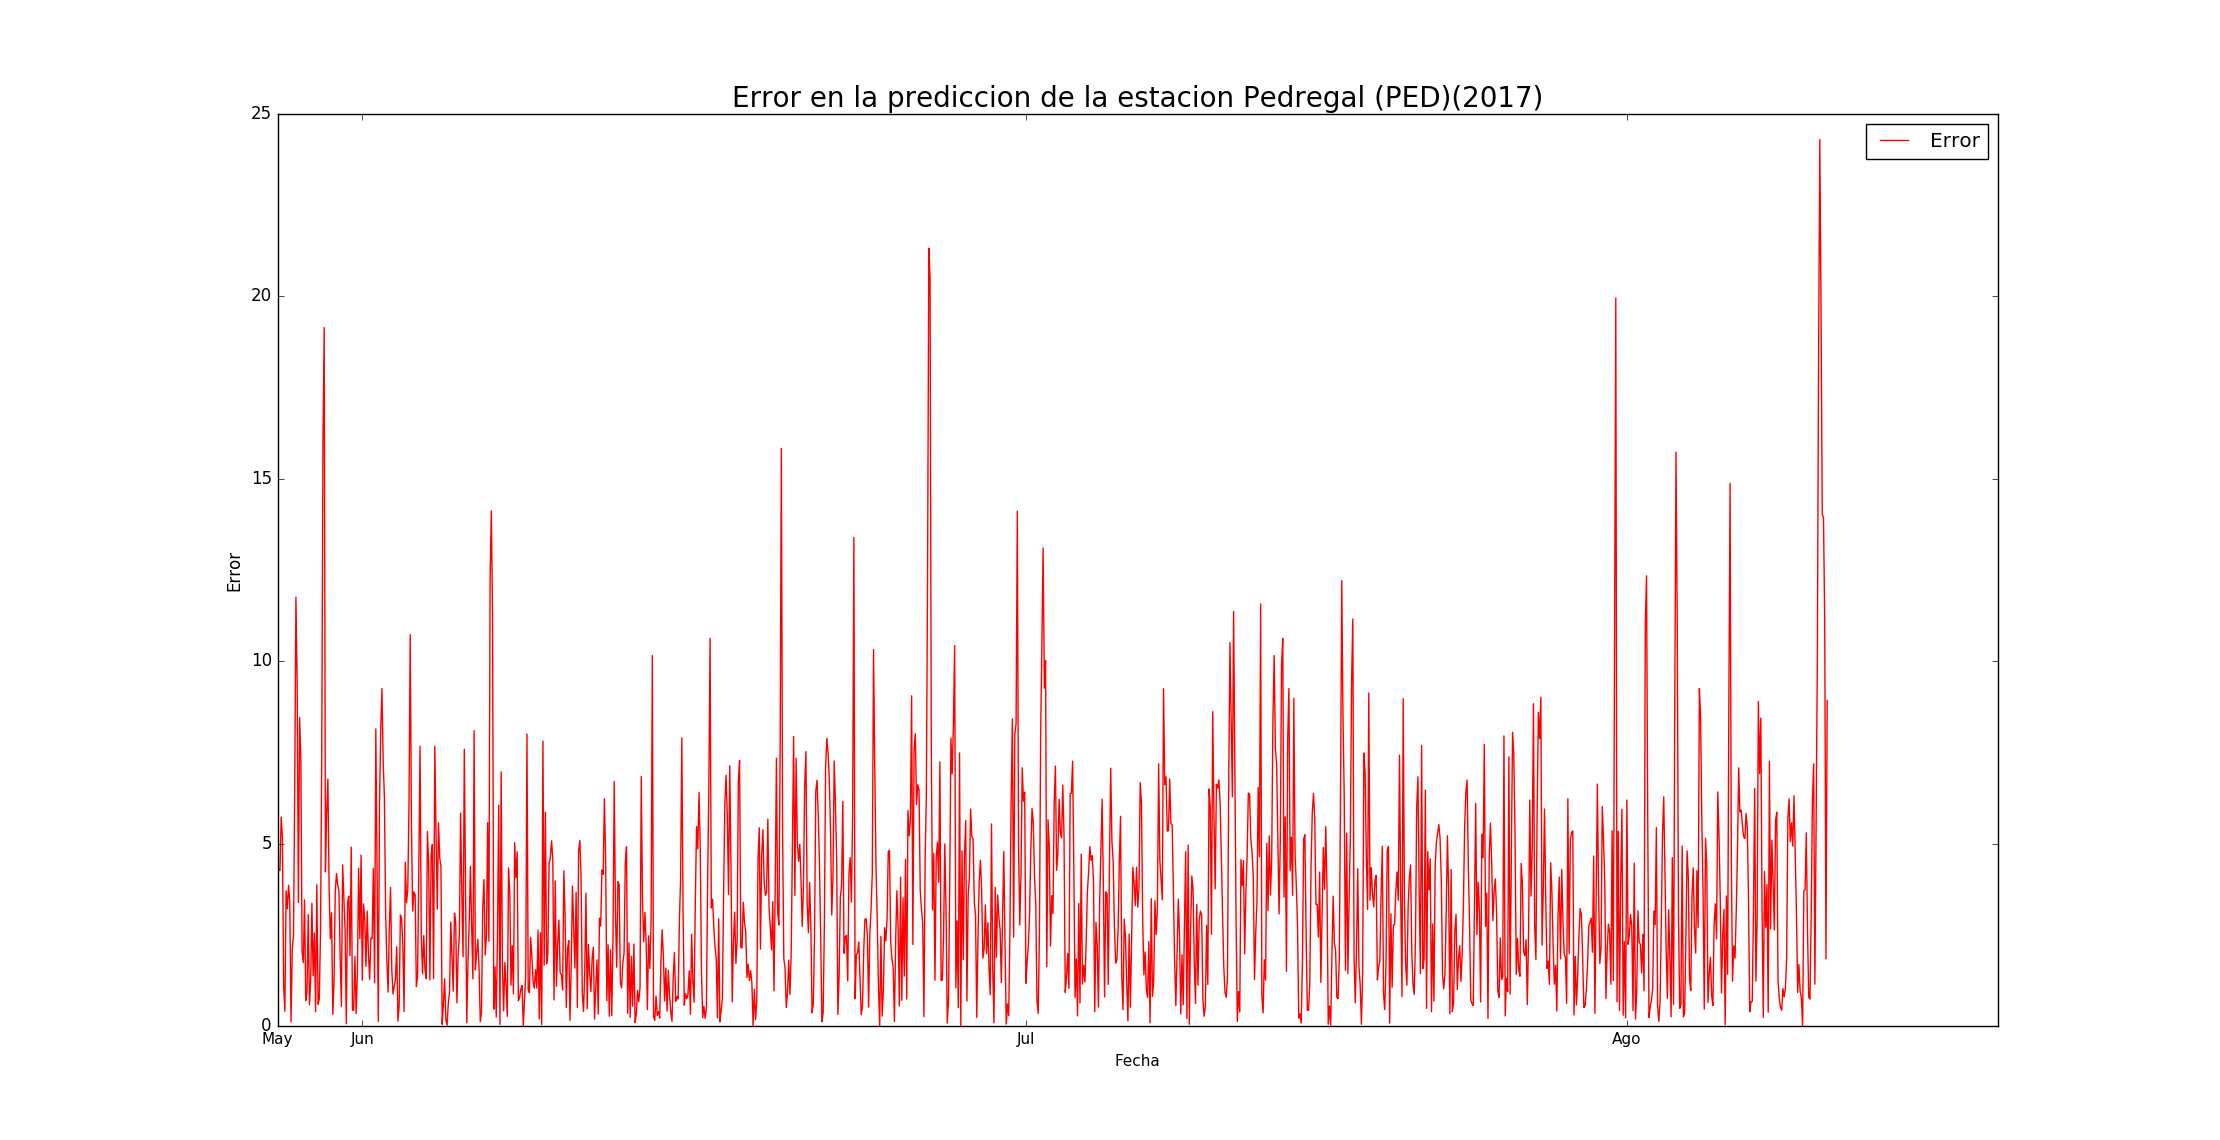 Error en la prediccion de la estacion Pedregal (PED)(2017)
25
Error
20
15
10
5
0
Error
May Jun Jul Ago
Fecha